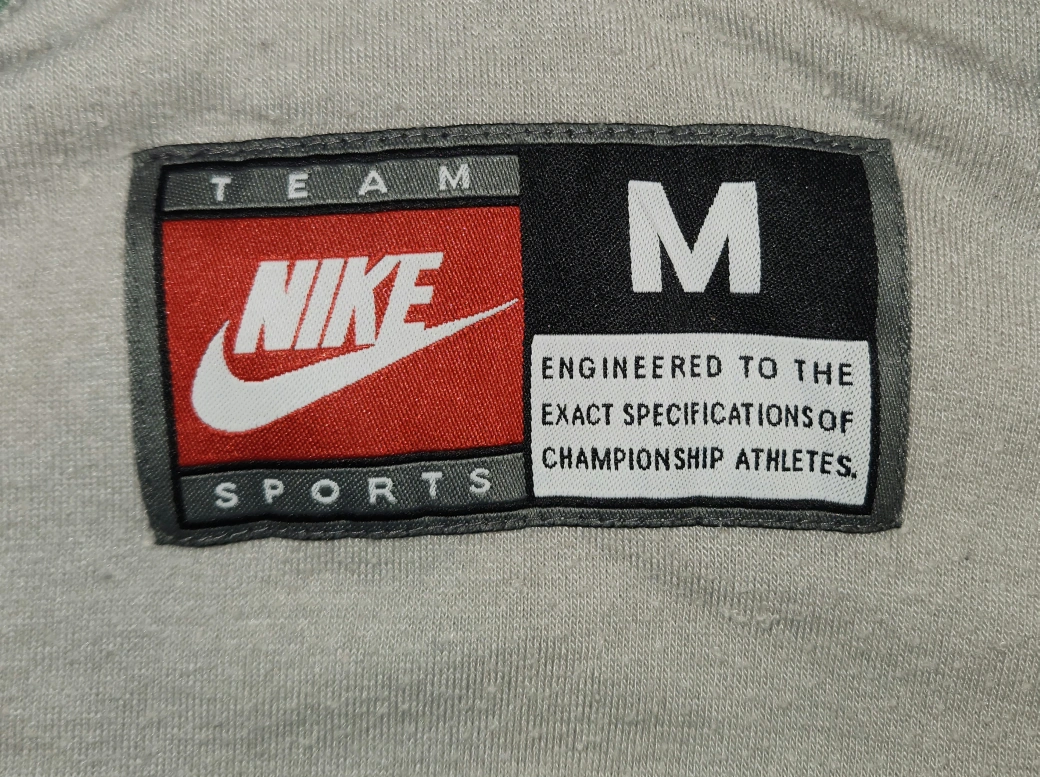 TEAM
NIKE
SPORTS
M
ENGINEERED TO THE
EXACT SPECIFICATIONS OF
CHAMPIONSHIP ATHLETES.